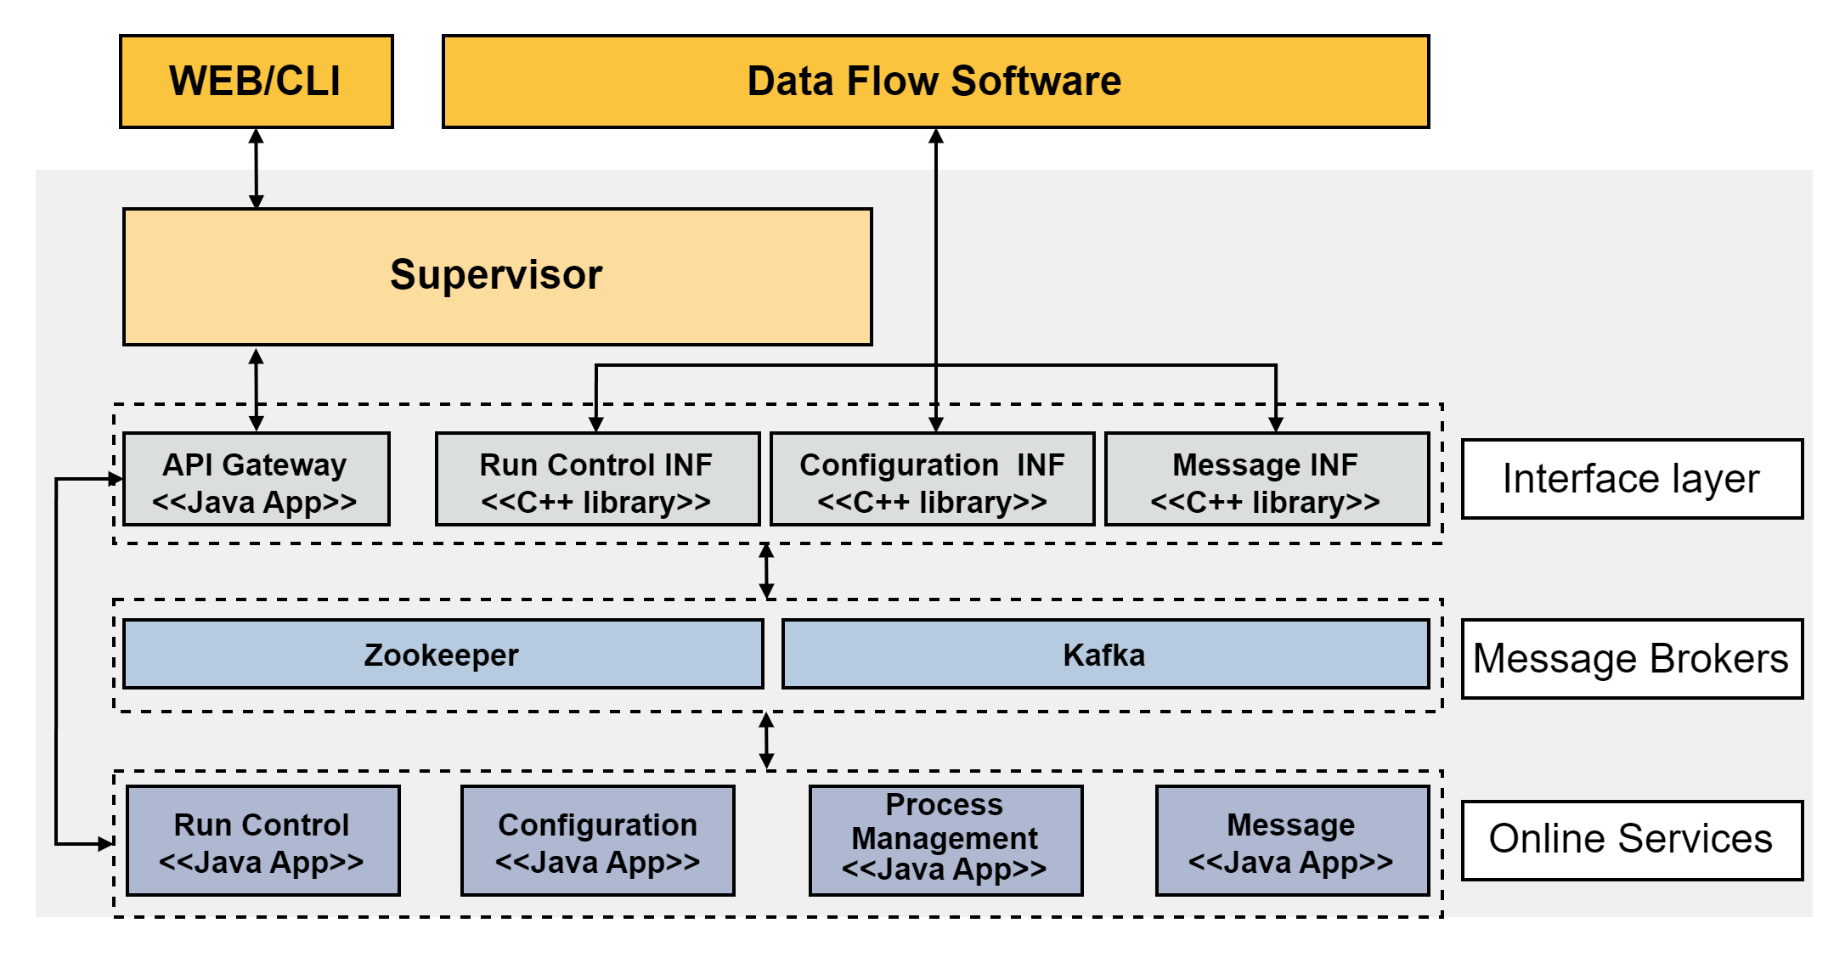 WEB/CLI
Data Flow Software
Supervisor
API Gateway
<<Java App>>
Run Control INF
<<C++ library>>
Configuration  INF
<<C++ library>>
Message INF
<<C++ library>>
Interface layer
Zookeeper
Kafka
Message Brokers
Run Control
<<Java App>>
Configuration
<<Java App>>
Process
Management
<<Java App>>
Message
<<Java App>>
Online Services